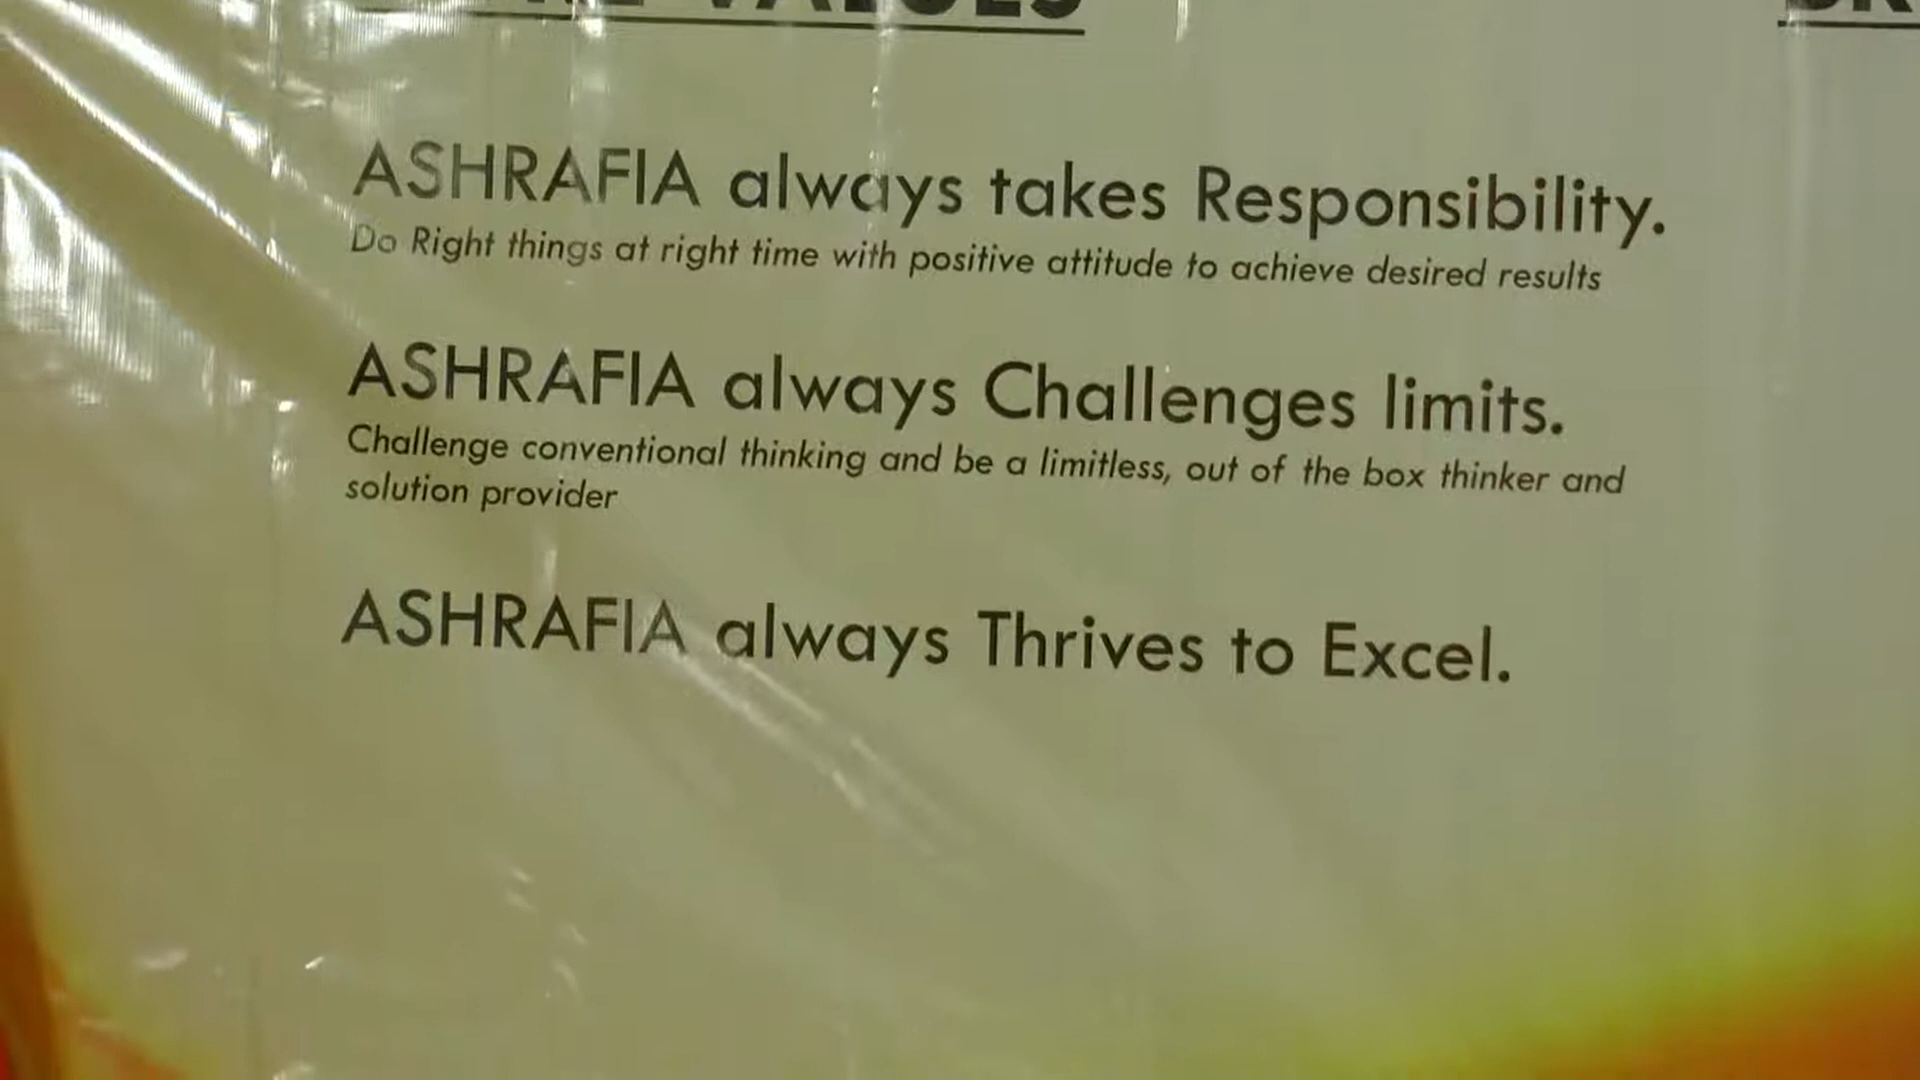 VALUES
ASHRAFIA always takes Responsibility.
Do Right things at right time with positive attitude to achieve desired results
ASHRAFIA always Challenges limits.
Challenge conventional thinking and be a limitless, out of the box thinker and
solution provider
ASHRAFIA always Thrives to Excel.